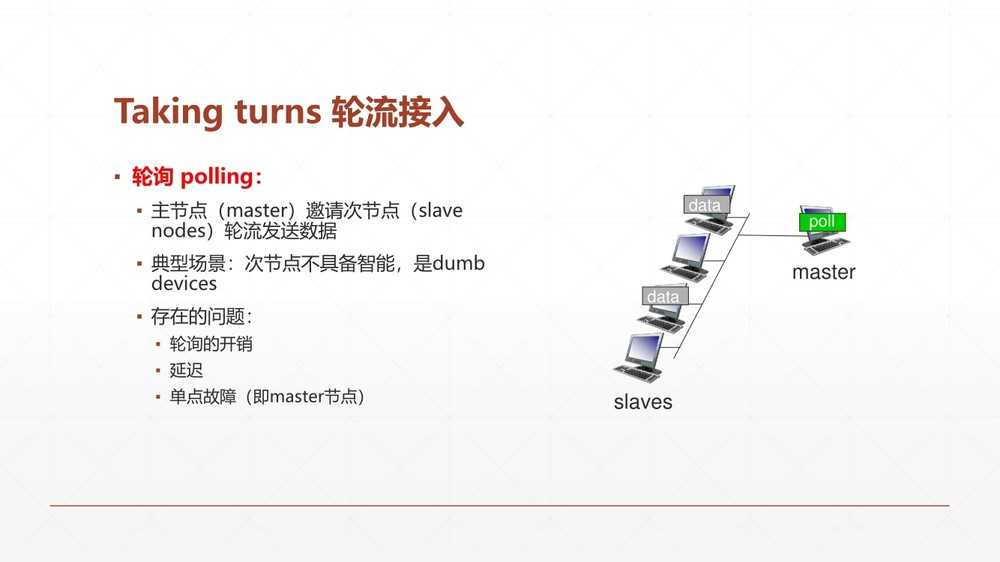 Taking turns 轮流接入
▪ 轮询 polling：
▪ 主节点（master）邀请次节点（slave
nodes）轮流发送数据
▪ 典型场景：次节点不具备智能，是dumb
devices
▪ 存在的问题：
▪ 轮询的开销
▪ 延迟
▪ 单点故障（即master节点）
data
poll
master
data
slaves